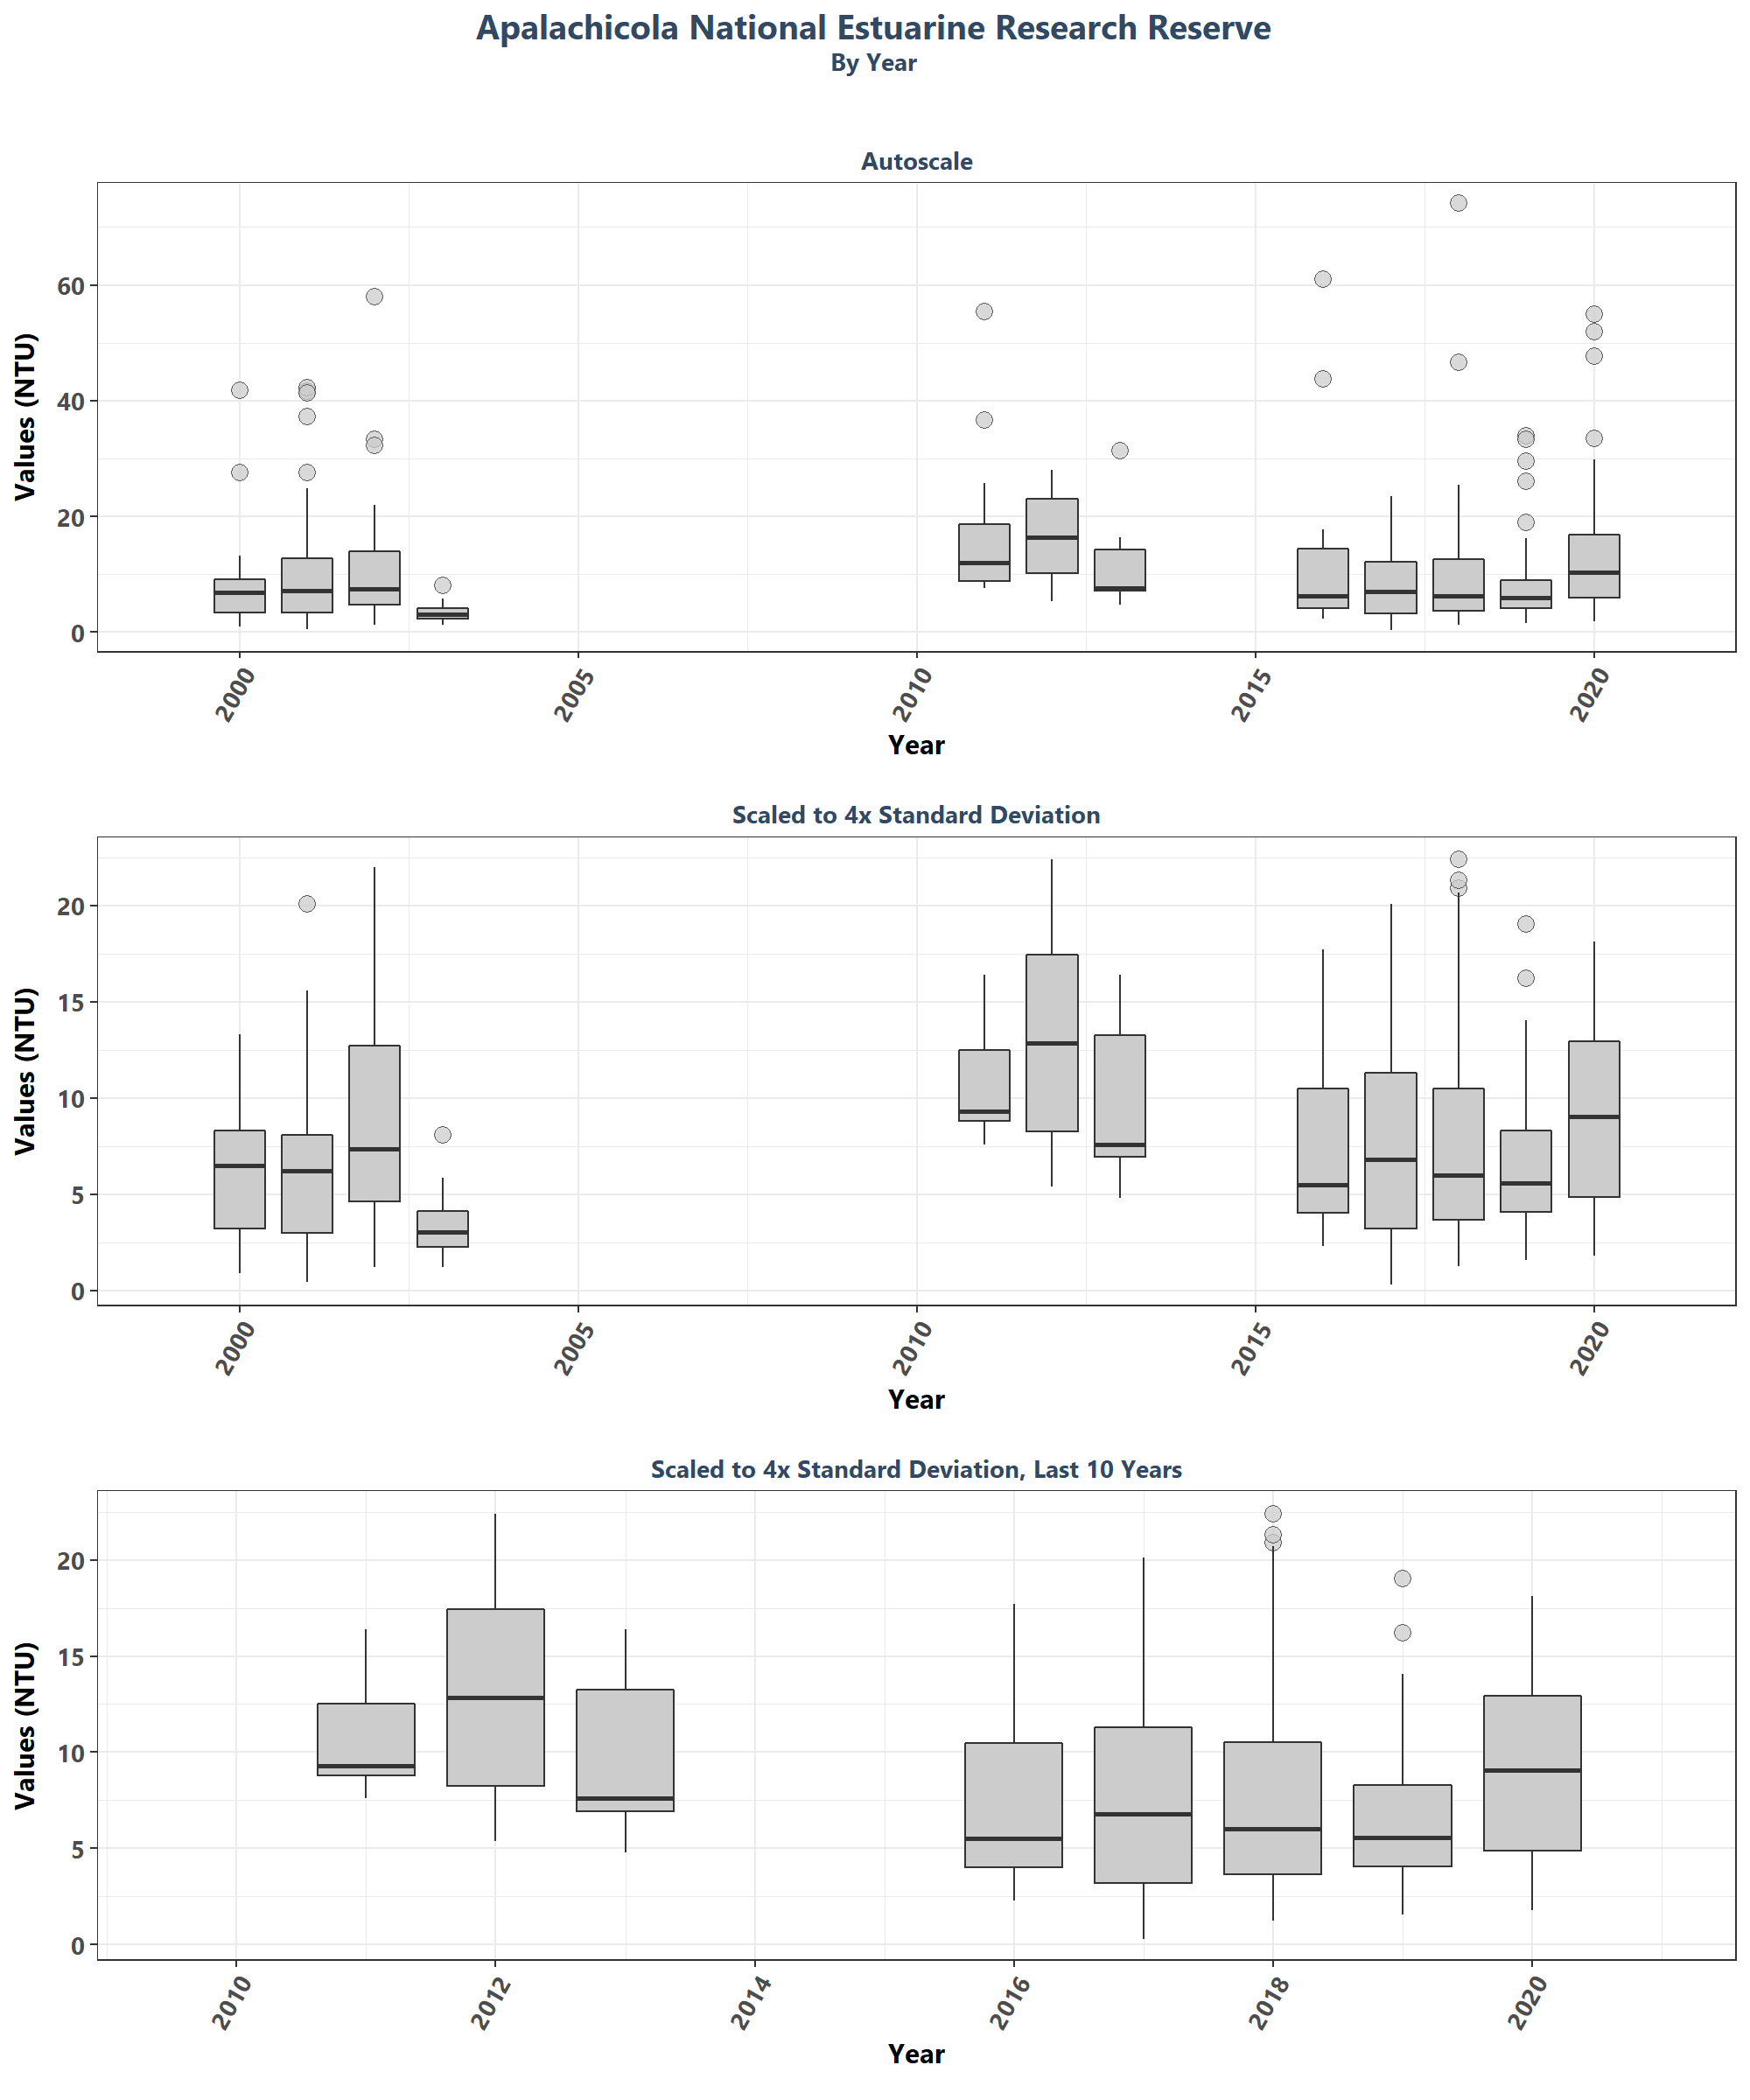 Apalachicola National Estuarine Research Reserve
By Year
Autoscale
Values (NTU)
60
40
20
0
2000 2005 2010 2015 2020
Year
Scaled to 4x Standard Deviation
Values (NTU)
20
15
10
5
0
2000 2005 2010 2015 2020
Year
Scaled to 4x Standard Deviation, Last 10 Years
Values (NTU)
20
15
10
5
0
2010 2012 2014 2016 2018 2020
Year